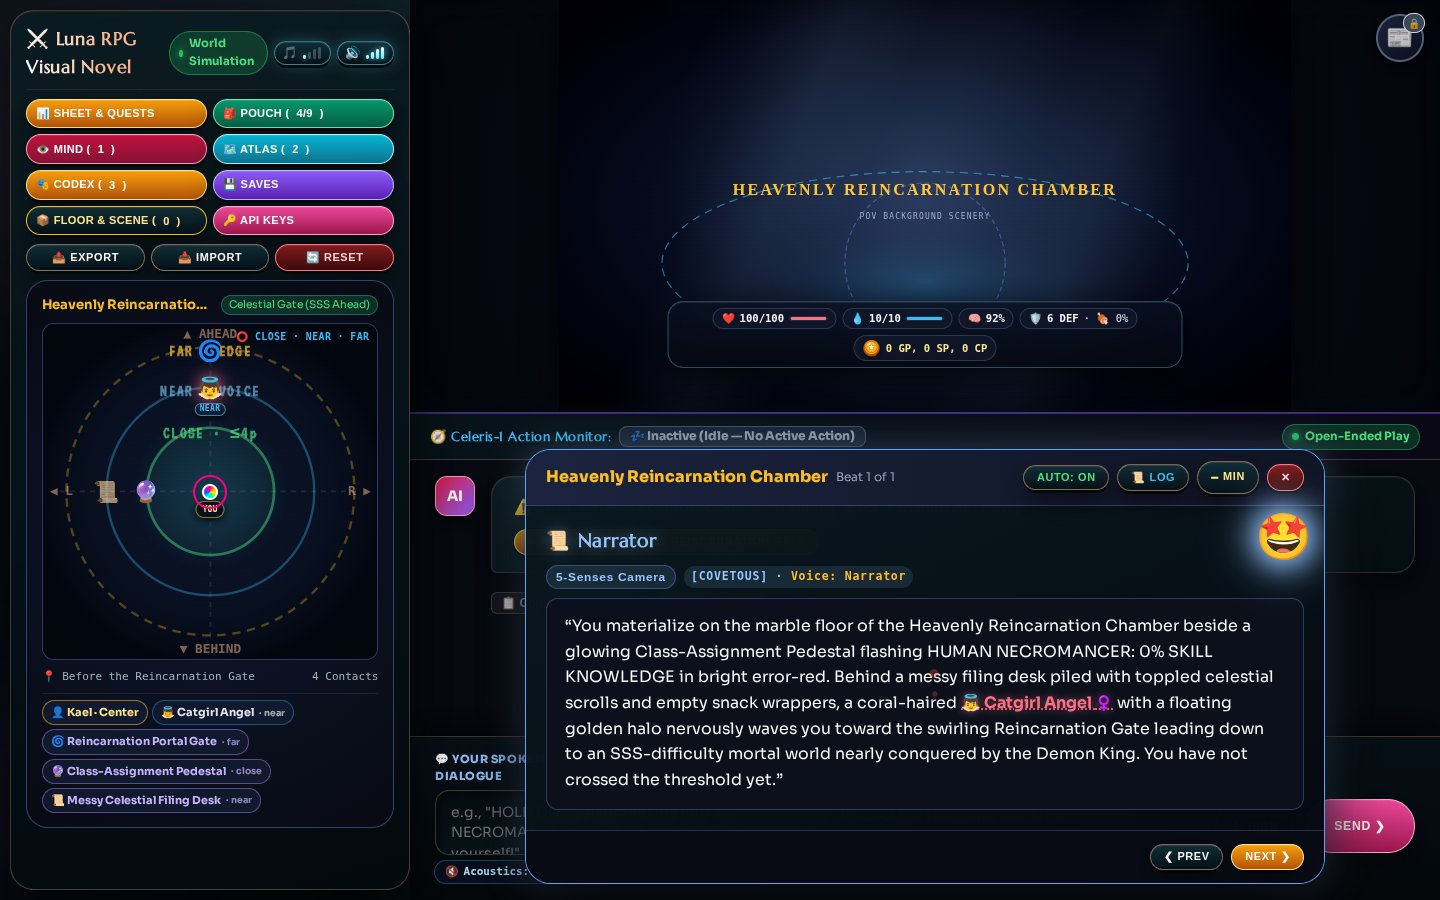 Luna RPG
Visual Novel
World
Simulation
SHEET & QUESTS
POUCH ( 4/9 )
MIND ( 1 )
ATLAS ( 2 )
CODEX ( 3 )
SAVES
FLOOR & SCENE ( 0 )
API KEYS
EXPORT
IMPORT
RESET
Heavenly Reincarnatio...
Celestial Gate (SSS Ahead)
▲ AHEAD
CLOSE · NEAR · FAR
FAR EDGE
NEAR VOICE
NEAR
CLOSE · ≤4p
◀ L
R ▶
YOU
▼ BEHIND
Before the Reincarnation Gate
4 Contacts
Kael · Center
Catgirl Angel · near
Reincarnation Portal Gate · far
Class-Assignment Pedestal · close
Messy Celestial Filing Desk · near
HEAVENLY REINCARNATION CHAMBER
POV BACKGROUND SCENERY
100/100
10/10
92%
6 DEF · 0%
0 GP, 0 SP, 0 CP
Celeris-I Action Monitor:
Inactive (Idle — No Active Action)
Open-Ended Play
AI
Heavenly Reincarnation Chamber
Beat 1 of 1
AUTO: ON
LOG
– MIN
✕
Narrator
5-Senses Camera
[COVETOUS] · Voice: Narrator
“You materialize on the marble floor of the Heavenly Reincarnation Chamber beside a
glowing Class-Assignment Pedestal flashing HUMAN NECROMANCER: 0% SKILL
KNOWLEDGE in bright error-red. Behind a messy filing desk piled with toppled celestial
scrolls and empty snack wrappers, a coral-haired Catgirl Angel ♀ with a floating
golden halo nervously waves you toward the swirling Reincarnation Gate leading down
to an SSS-difficulty mortal world nearly conquered by the Demon King. You have not
crossed the threshold yet.”
❮ PREV
NEXT ❯
YOUR SPOK
DIALOGUE
e.g., "HOL
NECROMA
yourself!"
Acoustics:
SEND ❯